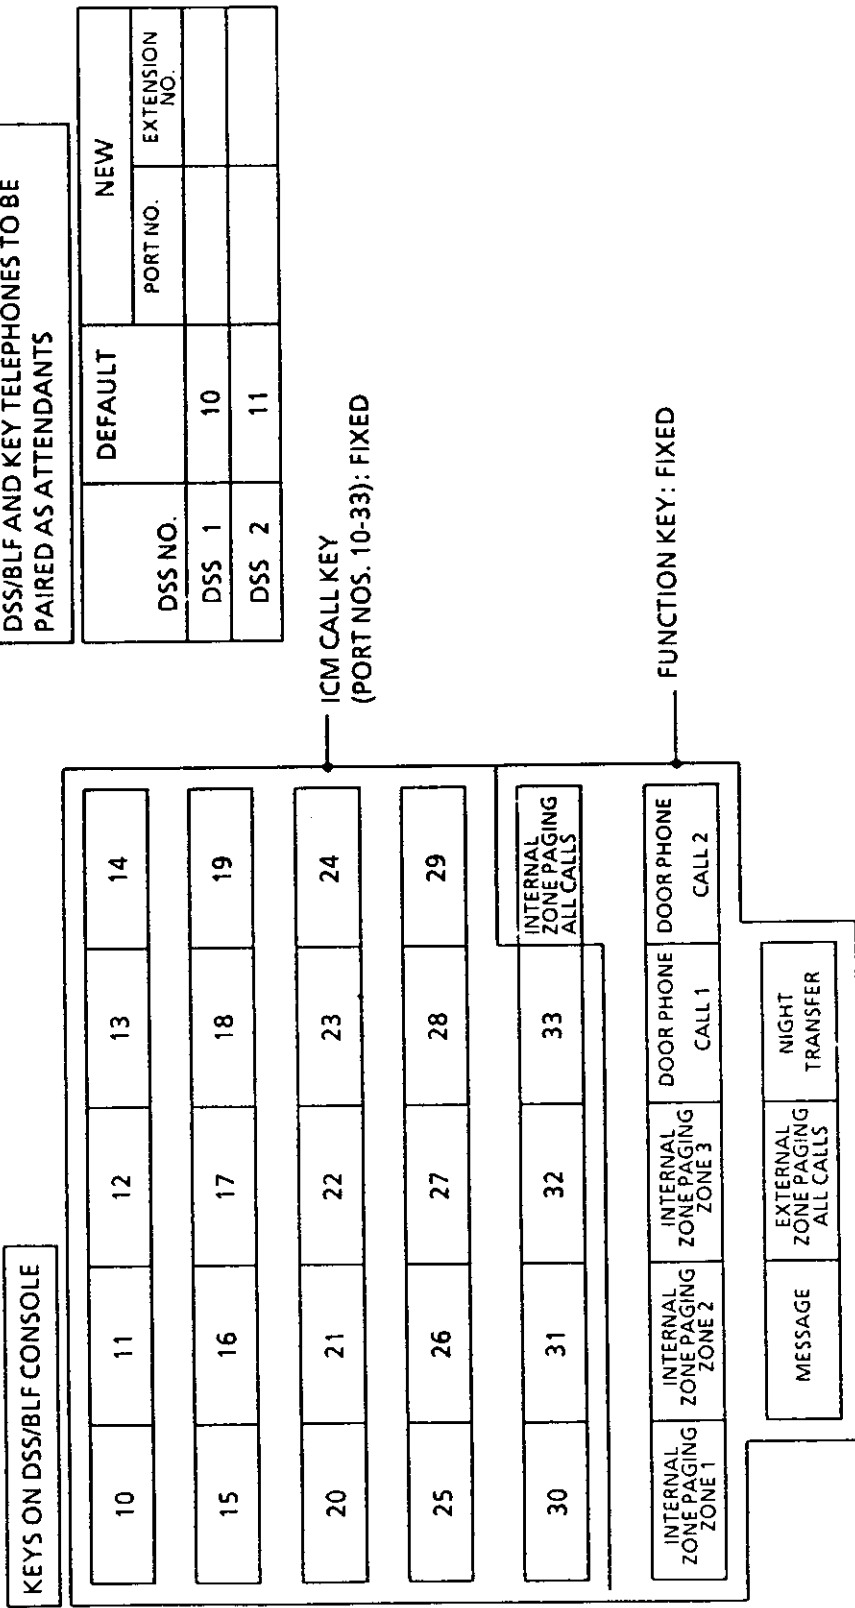 KEYS ON DSS/BLF CONSOLE
10 11 12 13 14
15 16 17 18 19
20 21 22 23 24
25 26 27 28 29
30 31 32 33
INTERNAL
ZONE PAGING
ALL CALLS
INTERNAL
ZONE PAGING
ZONE 1
INTERNAL
ZONE PAGING
ZONE 2
INTERNAL
ZONE PAGING
ZONE 3
DOOR PHONE
CALL 1
DOOR PHONE
CALL 2
MESSAGE
EXTERNAL
ZONE PAGING
ALL CALLS
NIGHT
TRANSFER
ICM CALL KEY
(PORT NOS. 10-33): FIXED
FUNCTION KEY: FIXED
DSS/BLF AND KEY TELEPHONES TO BE
PAIRED AS ATTENDANTS
DSS NO. DEFAULT NEW
PORT NO. EXTENSION
NO.
DSS 1 10
DSS 2 11